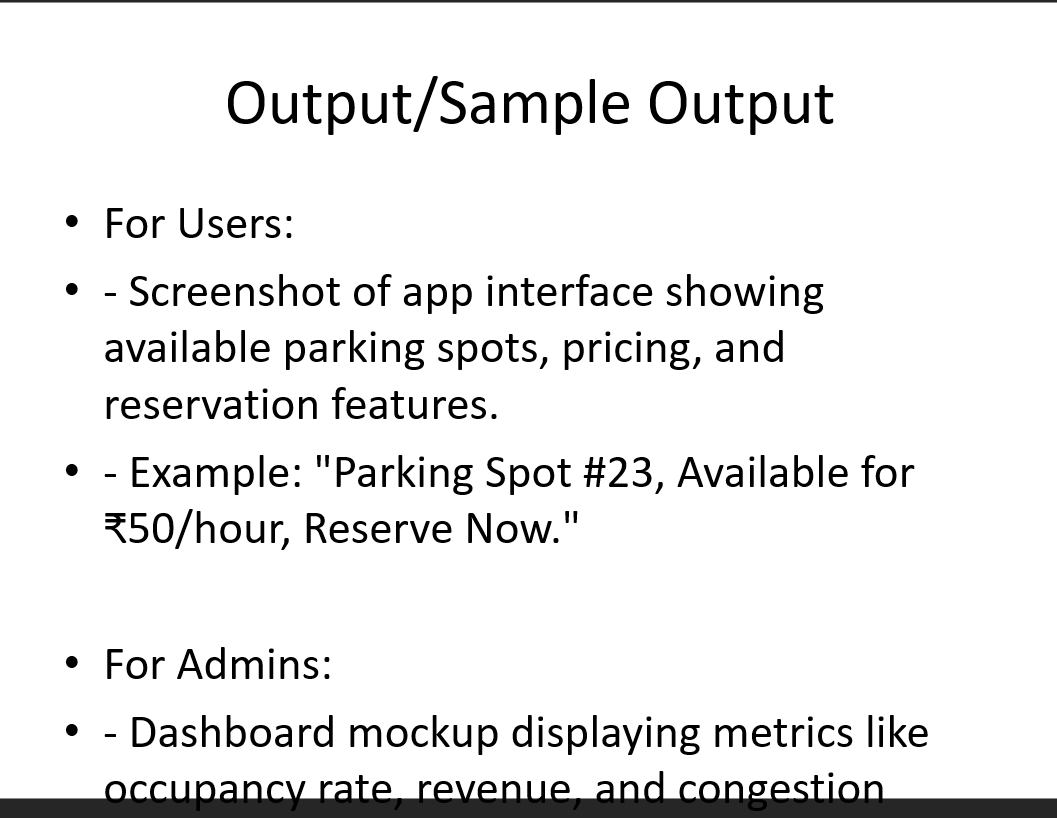 Output/Sample Output
• For Users:
• - Screenshot of app interface showing
available parking spots, pricing, and
reservation features.
• - Example: "Parking Spot #23, Available for
₹50/hour, Reserve Now."
• For Admins:
• - Dashboard mockup displaying metrics like
occupancy rate, revenue, and congestion